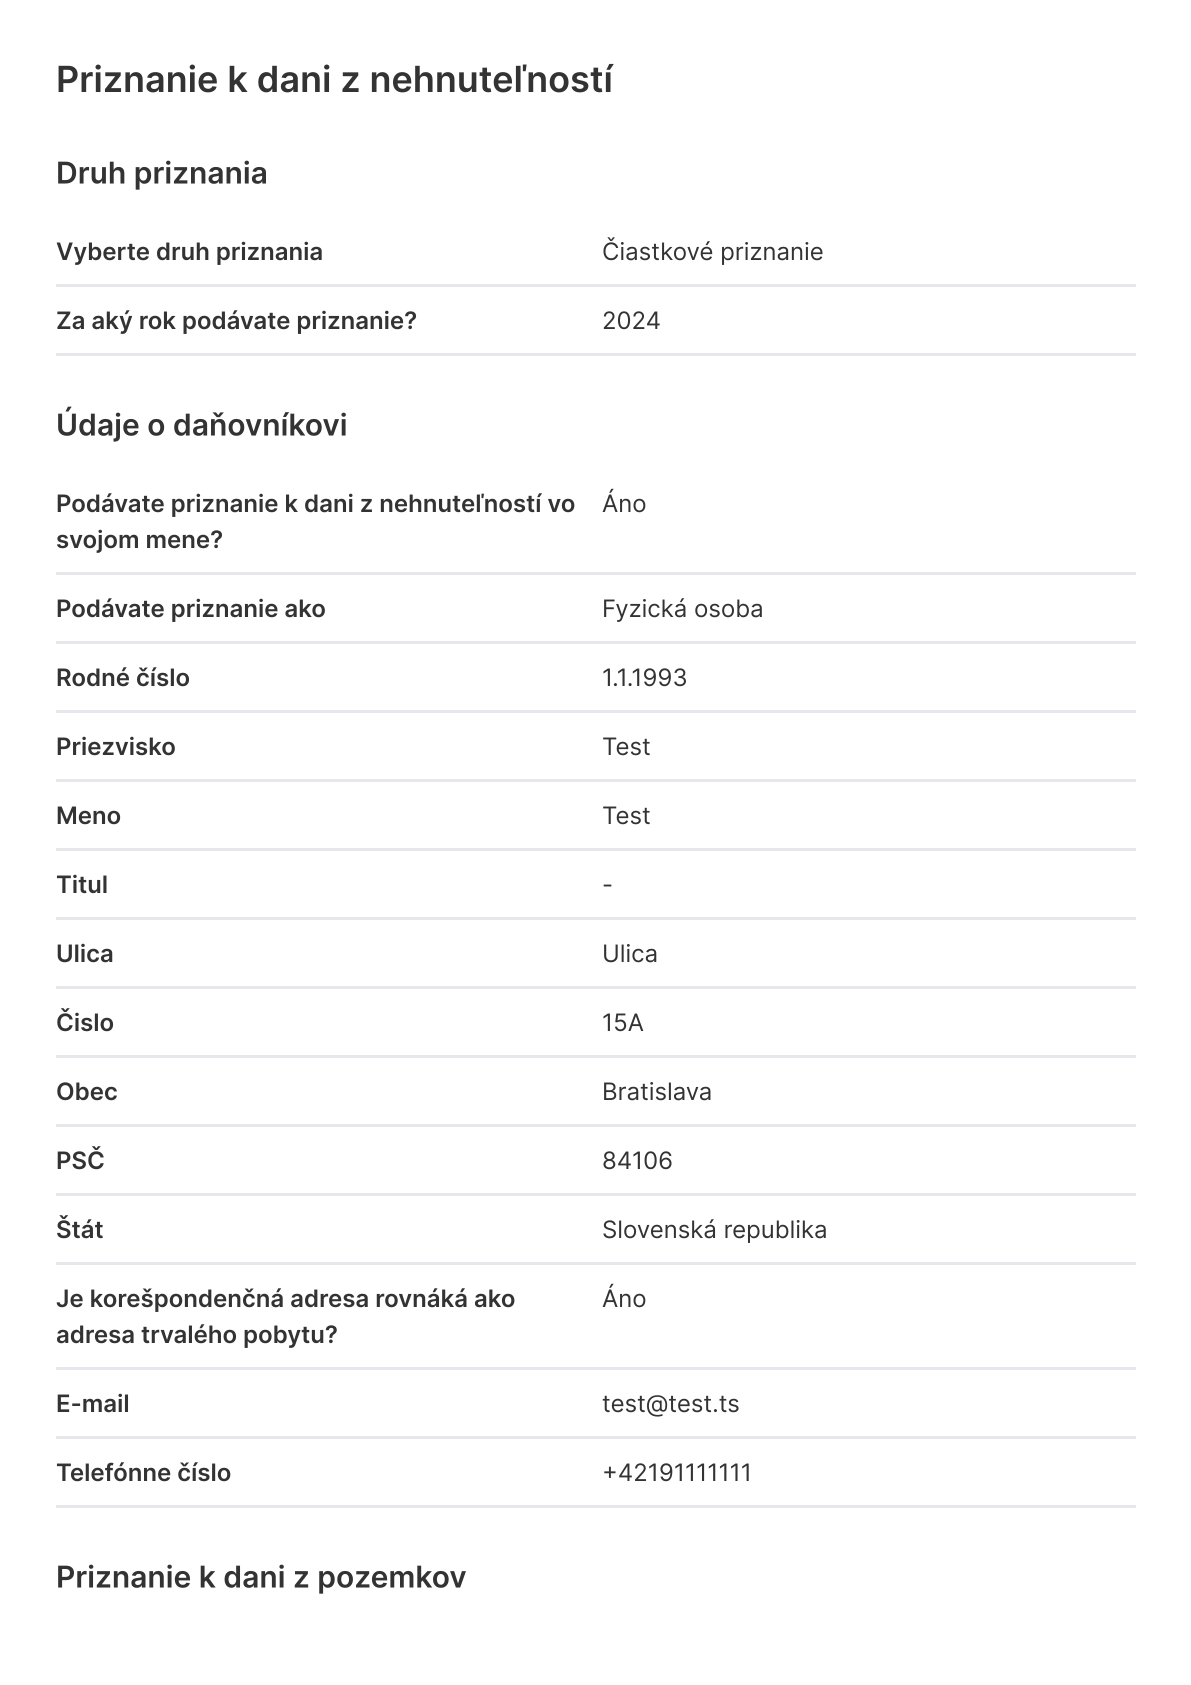 Priznanie k dani z nehnuteľností
Druh priznania
Vyberte druh priznania
Čiastkové priznanie
Za aký rok podávate priznanie?
2024
Údaje o daňovníkovi
Podávate priznanie k dani z nehnuteľností vo
svojom mene?
Áno
Podávate priznanie ako
Fyzická osoba
Rodné číslo
1.1.1993
Priezvisko
Test
Meno
Test
Titul
-
Ulica
Ulica
Čislo
15A
Obec
Bratislava
PSČ
84106
Štát
Slovenská republika
Je korešpondenčná adresa rovnáká ako
adresa trvalého pobytu?
Áno
E-mail
test@test.ts
Telefónne číslo
+42191111111
Priznanie k dani z pozemkov